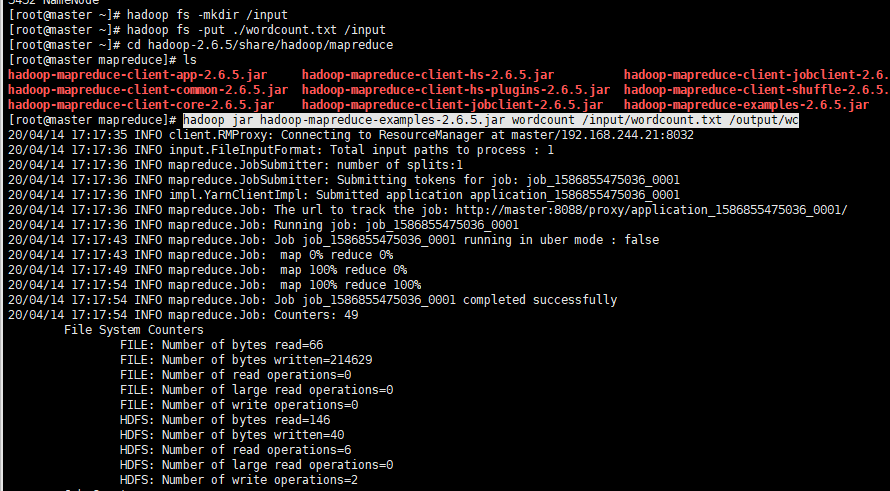 5432 NameNode
[root@master ~]# hadoop fs -mkdir /input
[root@master ~]# hadoop fs -put ./wordcount.txt /input
[root@master ~]# cd hadoop-2.6.5/share/hadoop/mapreduce
[root@master mapreduce]# ls
hadoop-mapreduce-client-app-2.6.5.jar hadoop-mapreduce-client-hs-2.6.5.jar hadoop-mapreduce-client-jobclient-2.6.
hadoop-mapreduce-client-common-2.6.5.jar hadoop-mapreduce-client-hs-plugins-2.6.5.jar hadoop-mapreduce-client-shuffle-2.6.5
hadoop-mapreduce-client-core-2.6.5.jar hadoop-mapreduce-client-jobclient-2.6.5.jar hadoop-mapreduce-examples-2.6.5.jar
[root@master mapreduce]# hadoop jar hadoop-mapreduce-examples-2.6.5.jar wordcount /input/wordcount.txt /output/wc
20/04/14 17:17:35 INFO client.RMProxy: Connecting to ResourceManager at master/192.168.244.21:8032
20/04/14 17:17:36 INFO input.FileInputFormat: Total input paths to process : 1
20/04/14 17:17:36 INFO mapreduce.JobSubmitter: number of splits:1
20/04/14 17:17:36 INFO mapreduce.JobSubmitter: Submitting tokens for job: job_1586855475036_0001
20/04/14 17:17:36 INFO impl.YarnClientImpl: Submitted application application_1586855475036_0001
20/04/14 17:17:36 INFO mapreduce.Job: The url to track the job: http://master:8088/proxy/application_1586855475036_0001/
20/04/14 17:17:36 INFO mapreduce.Job: Running job: job_1586855475036_0001
20/04/14 17:17:43 INFO mapreduce.Job: Job job_1586855475036_0001 running in uber mode : false
20/04/14 17:17:43 INFO mapreduce.Job:  map 0% reduce 0%
20/04/14 17:17:49 INFO mapreduce.Job:  map 100% reduce 0%
20/04/14 17:17:54 INFO mapreduce.Job:  map 100% reduce 100%
20/04/14 17:17:54 INFO mapreduce.Job: Job job_1586855475036_0001 completed successfully
20/04/14 17:17:54 INFO mapreduce.Job: Counters: 49
File System Counters
FILE: Number of bytes read=66
FILE: Number of bytes written=214629
FILE: Number of read operations=0
FILE: Number of large read operations=0
FILE: Number of write operations=0
HDFS: Number of bytes read=146
HDFS: Number of bytes written=40
HDFS: Number of read operations=6
HDFS: Number of large read operations=0
HDFS: Number of write operations=2